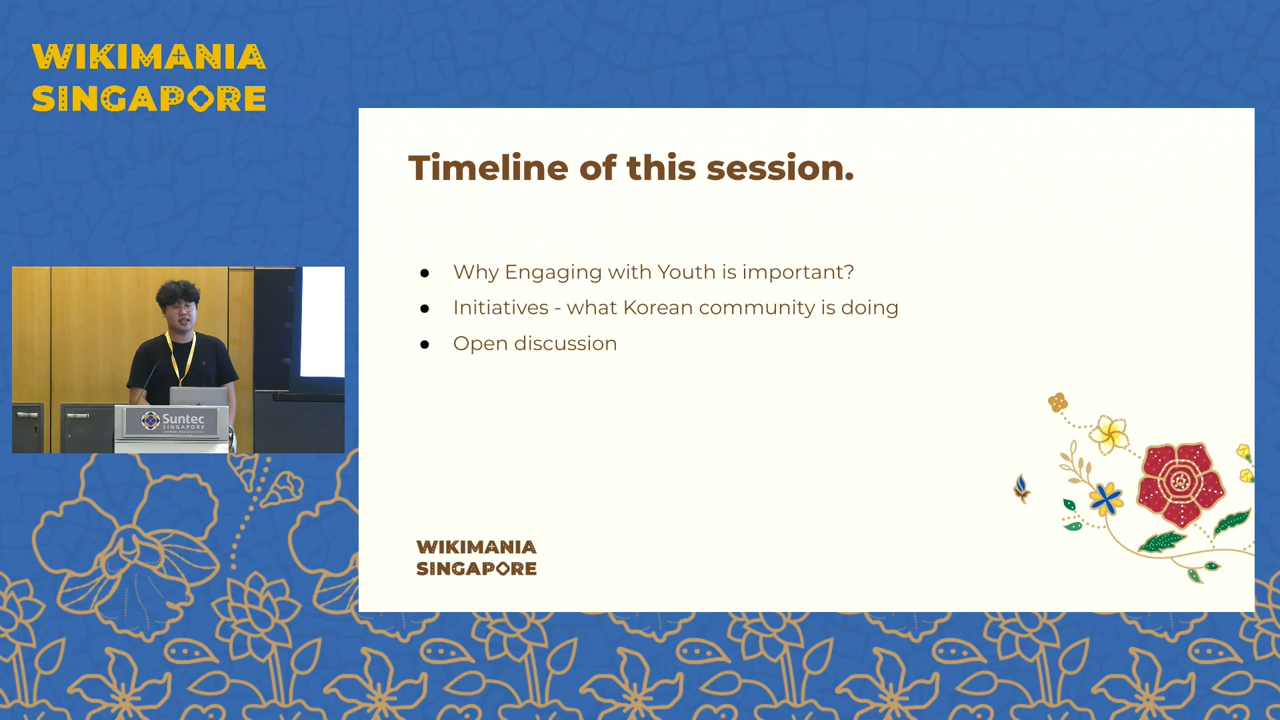 WIKIMANIA
SINGAPORE
Timeline of this session.
● Why Engaging with Youth is important?
● Initiatives - what Korean community is doing
● Open discussion
Suntec
SINGAPORE
WIKIMANIA
SINGAPORE